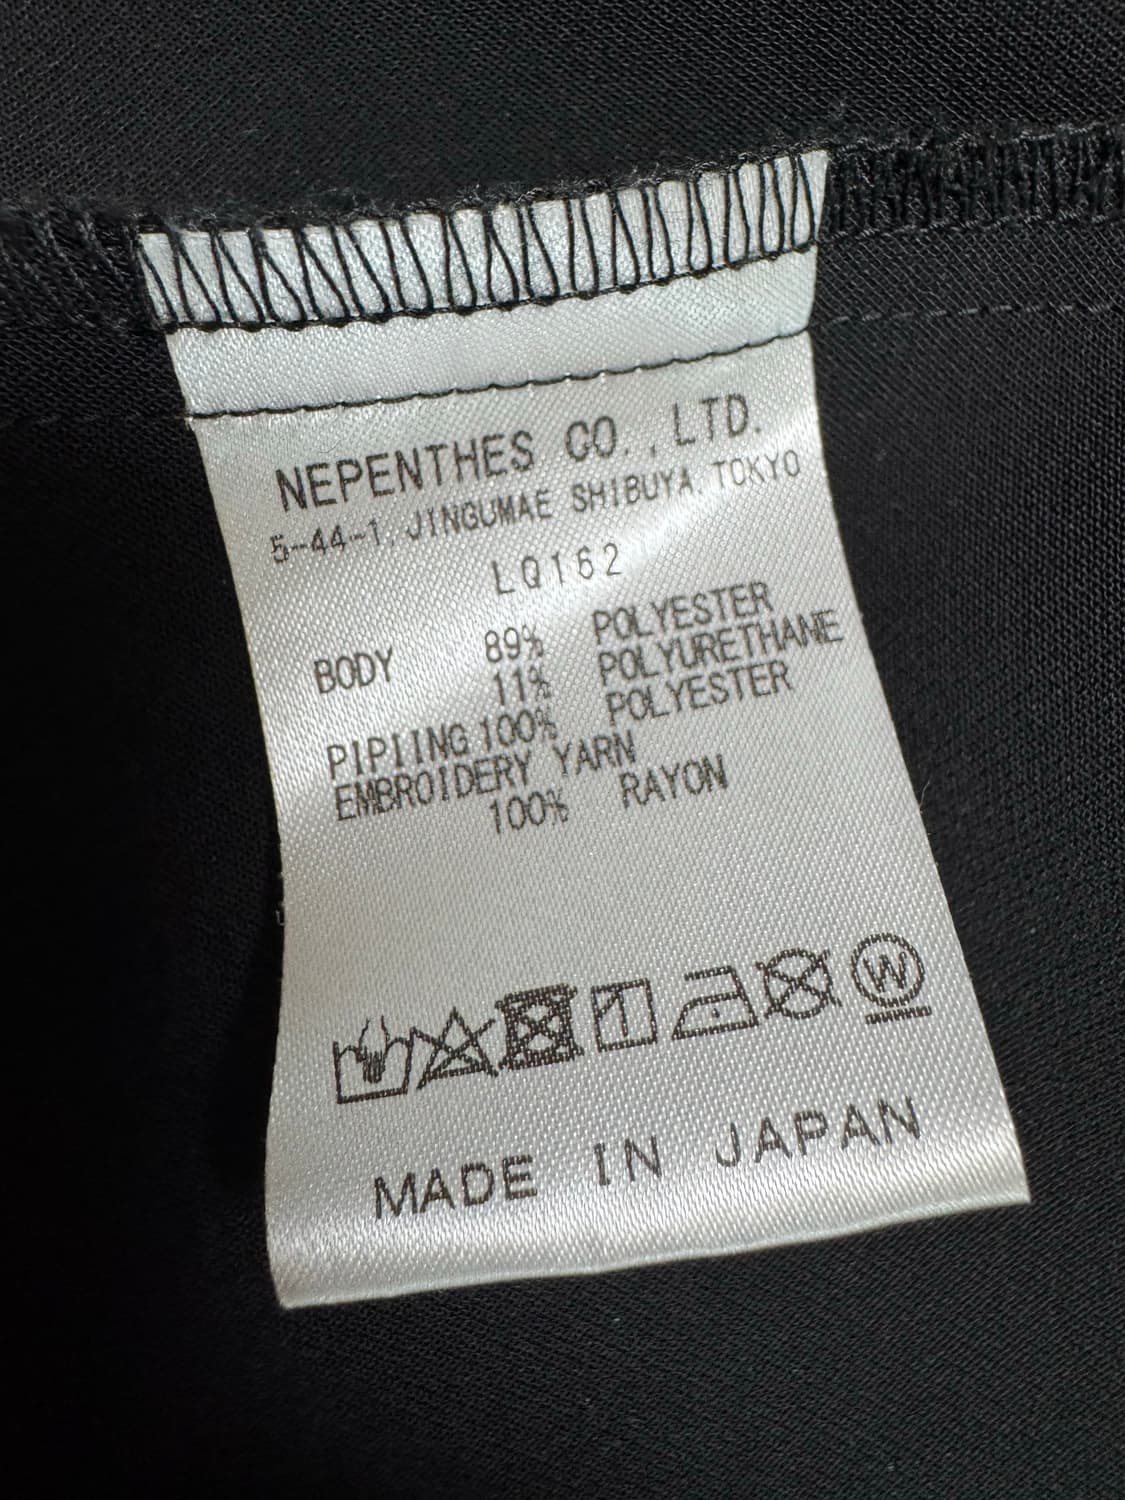 NEPENTHES CO., LTD.
5-44-1, JINGUMAE SHIBUYA, TOKYO
LQ162
BODY 89% POLYESTER
11% POLYURETHANE
PIPIING 100% POLYESTER
EMBROIDERY YARN
100% RAYON
1 W
MADE IN JAPAN